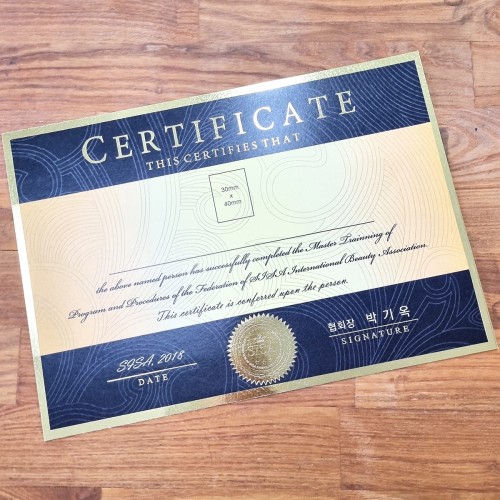 CERTIFICATE
THIS CERTIFIES THAT
30mm
x
40mm
the above named person has successfully completed the Master Trainning of
Program and Procedures of the Federation of SISA International Beauty Association.
This certificate is conferred upon the person.
SISA, 2018
DATE
협회장 박기옥
SIGNATURE